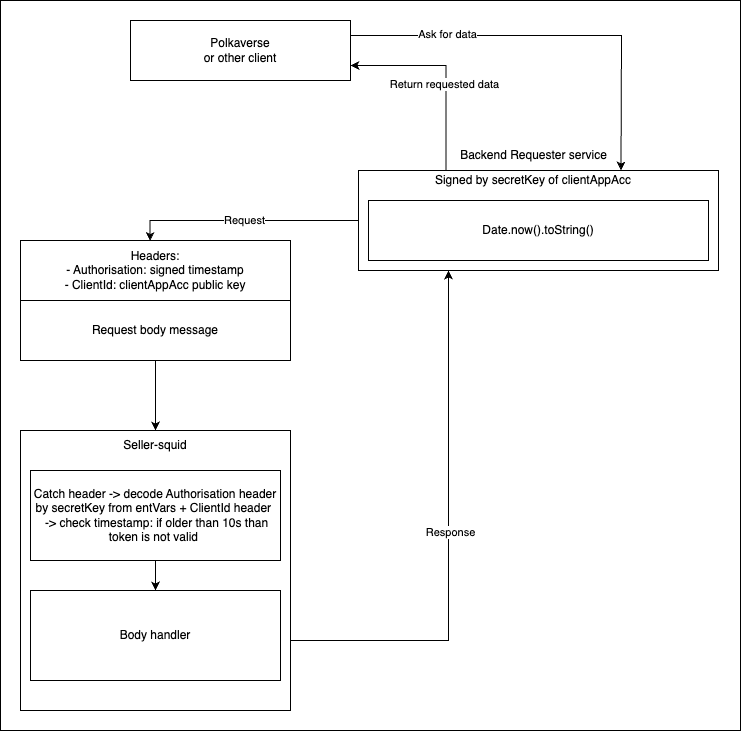 Polkaverse
or other client
Ask for data
Return requested data
Backend Requester service
Signed by secretKey of clientAppAcc
Date.now().toString()
Request
Headers:
- Authorisation: signed timestamp
- ClientId: clientAppAcc public key
Request body message
Seller-squid
Catch header -> decode Authorisation header
by secretKey from entVars + ClientId header
-> check timestamp: if older than 10s than
token is not valid
Response
Body handler